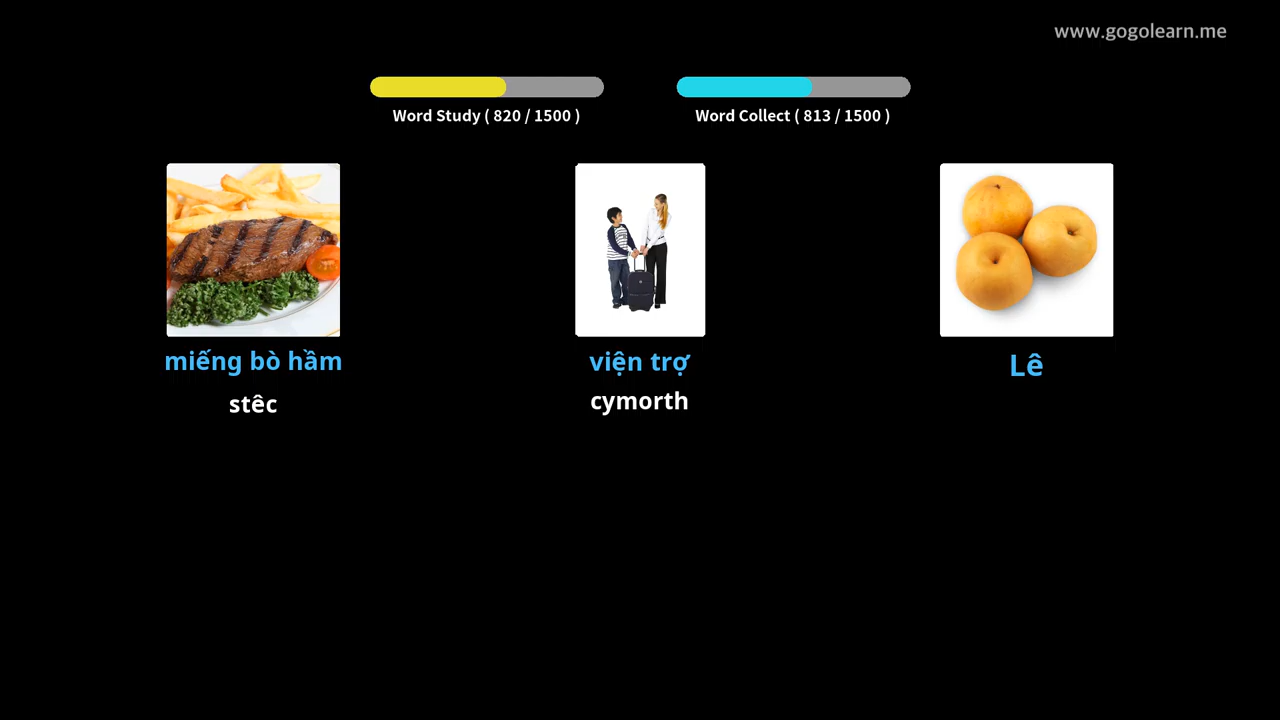 www.gogolearn.me
Word Study ( 820 / 1500 )
Word Collect ( 813 / 1500 )
miếng bò hầm
stêc
viện trợ
cymorth
Lê